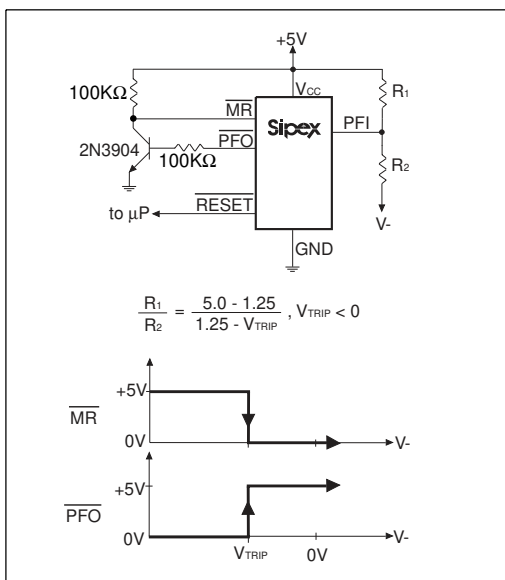 +5V
100KΩ
VCC
R1
MR
Sipex
PFI
PFO
2N3904
100KΩ
R2
to µP
RESET
V-
GND
R1 / R2 = 5.0 - 1.25 / 1.25 - VTRIP , VTRIP < 0
+5V
MR
0V
V-
+5V
PFO
0V
VTRIP
0V
V-